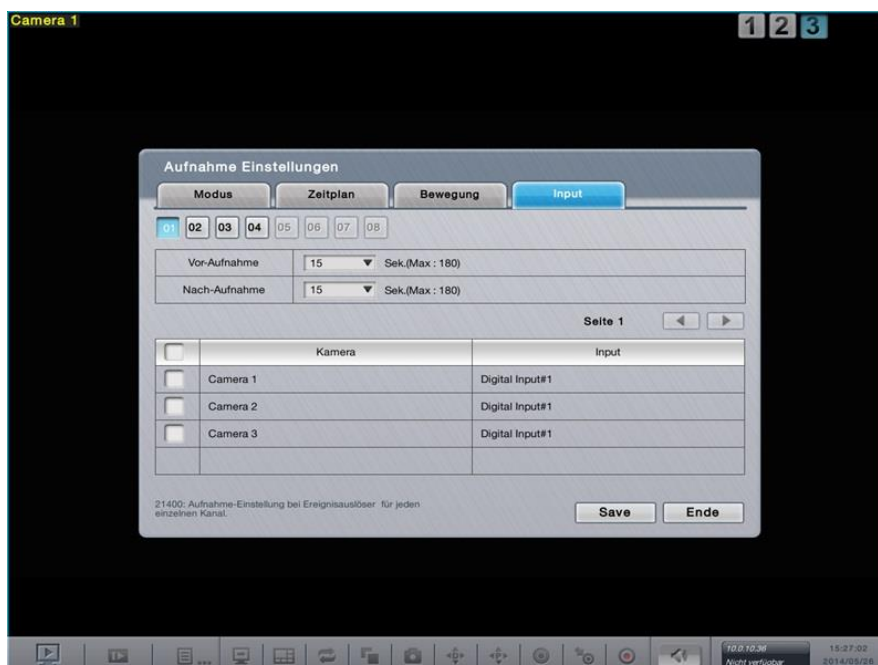 Camera 1
1 2 3
Aufnahme Einstellungen
Modus Zeitplan Bewegung Input
01 02 03 04 05 06 07 08
Vor-Aufnahme 15 Sek.(Max : 180)
Nach-Aufnahme 15 Sek.(Max : 180)
Seite 1
Kamera Input
Camera 1 Digital Input#1
Camera 2 Digital Input#1
Camera 3 Digital Input#1
21400: Aufnahme-Einstellung bei Ereignisauslöser für jeden
einzelnen Kanal.
Save Ende
10.0.10.36 15:27:02
Nicht verfügbar 2014/05/26